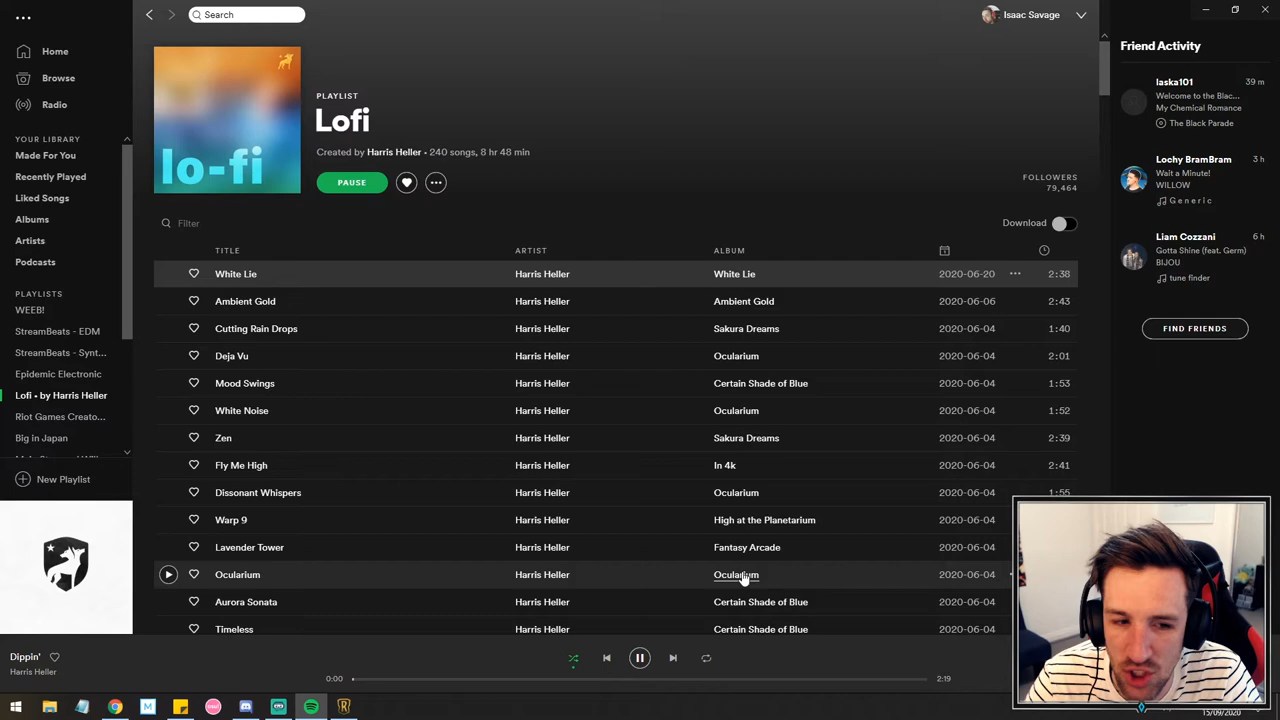 Search
Isaac Savage
Home
Browse
Radio
YOUR LIBRARY
Made For You
Recently Played
Liked Songs
Albums
Artists
Podcasts
PLAYLISTS
WEEB!
StreamBeats - EDM
StreamBeats - Synt...
Epidemic Electronic
Lofi • by Harris Heller
Riot Games Creato...
Big in Japan
New Playlist
lo-fi
PLAYLIST
Lofi
Created by Harris Heller • 240 songs, 8 hr 48 min
PAUSE
FOLLOWERS
79,464
Filter
Download
TITLE ARTIST ALBUM
White Lie Harris Heller White Lie 2020-06-20 2:38
Ambient Gold Harris Heller Ambient Gold 2020-06-06 2:43
Cutting Rain Drops Harris Heller Sakura Dreams 2020-06-04 1:40
Deja Vu Harris Heller Ocularium 2020-06-04 2:01
Mood Swings Harris Heller Certain Shade of Blue 2020-06-04 1:53
White Noise Harris Heller Ocularium 2020-06-04 1:52
Zen Harris Heller Sakura Dreams 2020-06-04 2:39
Fly Me High Harris Heller In 4k 2020-06-04 2:41
Dissonant Whispers Harris Heller Ocularium 2020-06-04 1:55
Warp 9 Harris Heller High at the Planetarium 2020-06-04
Lavender Tower Harris Heller Fantasy Arcade 2020-06-04
Ocularium Harris Heller Ocularium 2020-06-04
Aurora Sonata Harris Heller Certain Shade of Blue 2020-06-04
Timeless Harris Heller Certain Shade of Blue 2020-06-04
Friend Activity
laska101 39 m
Welcome to the Blac...
My Chemical Romance
The Black Parade
Lochy BramBram 3 h
Wait a Minute!
WILLOW
Generic
Liam Cozzani 6 h
Gotta Shine (feat. Germ)
BIJOU
tune finder
FIND FRIENDS
Dippin'
Harris Heller
0:00
2:19
15/09/2020